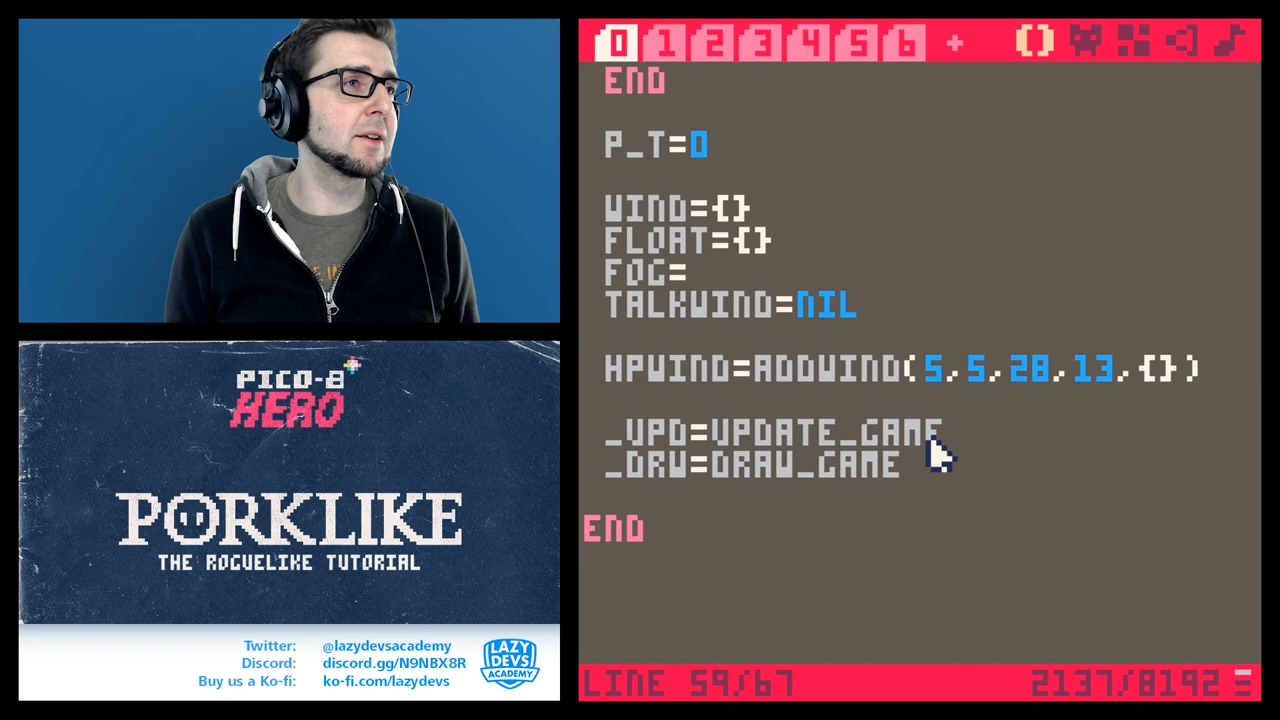 0 1 2 3 4 5 6 +
END
P_T=0
WIND={}
FLOAT={}
FOG=
TALKWIND=NIL
HPWIND=ADDWIND(5,5,28,13,{})
_UPD=UPDATE_GAME
_DRW=DRAW_GAME
END
LINE 59/67 2137/8192
PICO-8
HERO
PORKLIKE
THE ROGUELIKE TUTORIAL
Twitter: @lazydevsacademy
Discord: discord.gg/N9NBX8R
Buy us a Ko-fi: ko-fi.com/lazydevs
LAZY
DEVS
ACADEMY